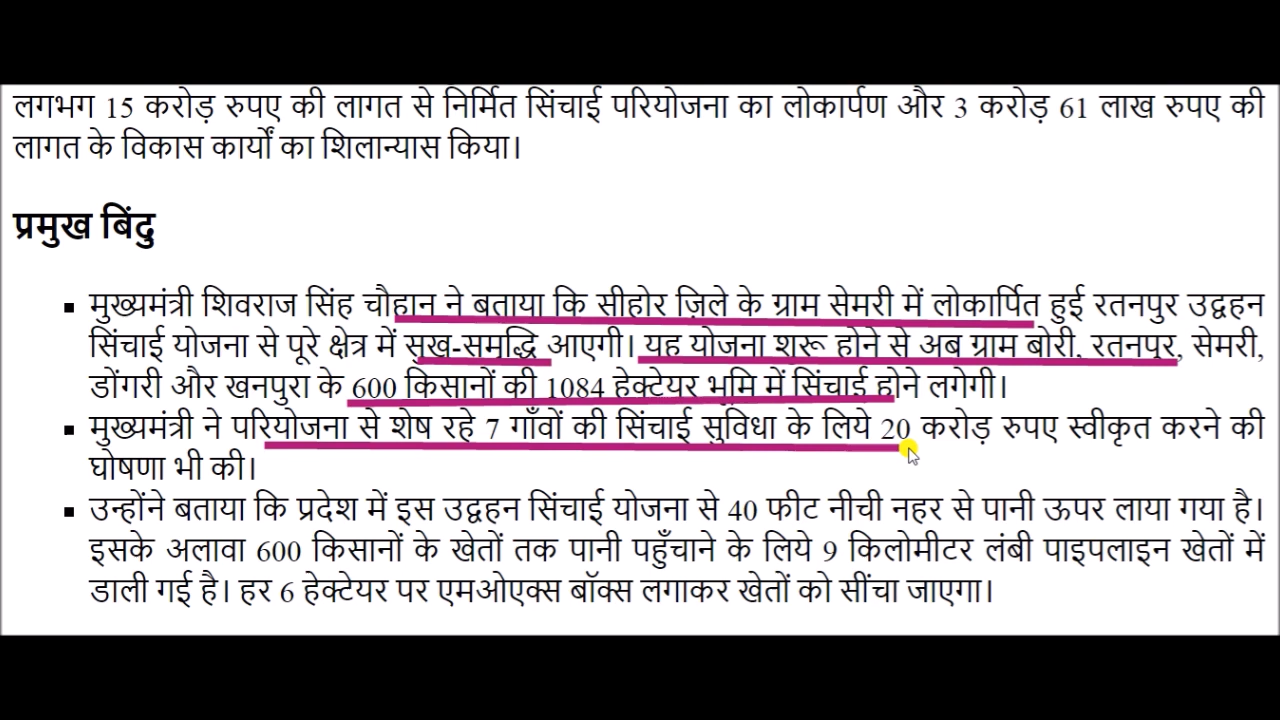 लगभग 15 करोड़ रुपए की लागत से निर्मित सिंचाई परियोजना का लोकार्पण और 3 करोड़ 61 लाख रुपए की
लागत के विकास कार्यों का शिलान्यास किया।
प्रमुख बिंदु
▪ मुख्यमंत्री शिवराज सिंह चौहान ने बताया कि सीहोर ज़िले के ग्राम सेमरी में लोकार्पित हुई रतनपुर उद्वहन
सिंचाई योजना से पूरे क्षेत्र में सुख-समृद्धि आएगी। यह योजना शुरू होने से अब ग्राम बोरी, रतनपुर, सेमरी,
डोंगरी और खनपुरा के 600 किसानों की 1084 हेक्टेयर भूमि में सिंचाई होने लगेगी।
▪ मुख्यमंत्री ने परियोजना से शेष रहे 7 गाँवों की सिंचाई सुविधा के लिये 20 करोड़ रुपए स्वीकृत करने की
घोषणा भी की।
▪ उन्होंने बताया कि प्रदेश में इस उद्वहन सिंचाई योजना से 40 फीट नीची नहर से पानी ऊपर लाया गया है।
इसके अलावा 600 किसानों के खेतों तक पानी पहुँचाने के लिये 9 किलोमीटर लंबी पाइपलाइन खेतों में
डाली गई है। हर 6 हेक्टेयर पर एमओएक्स बॉक्स लगाकर खेतों को सींचा जाएगा।